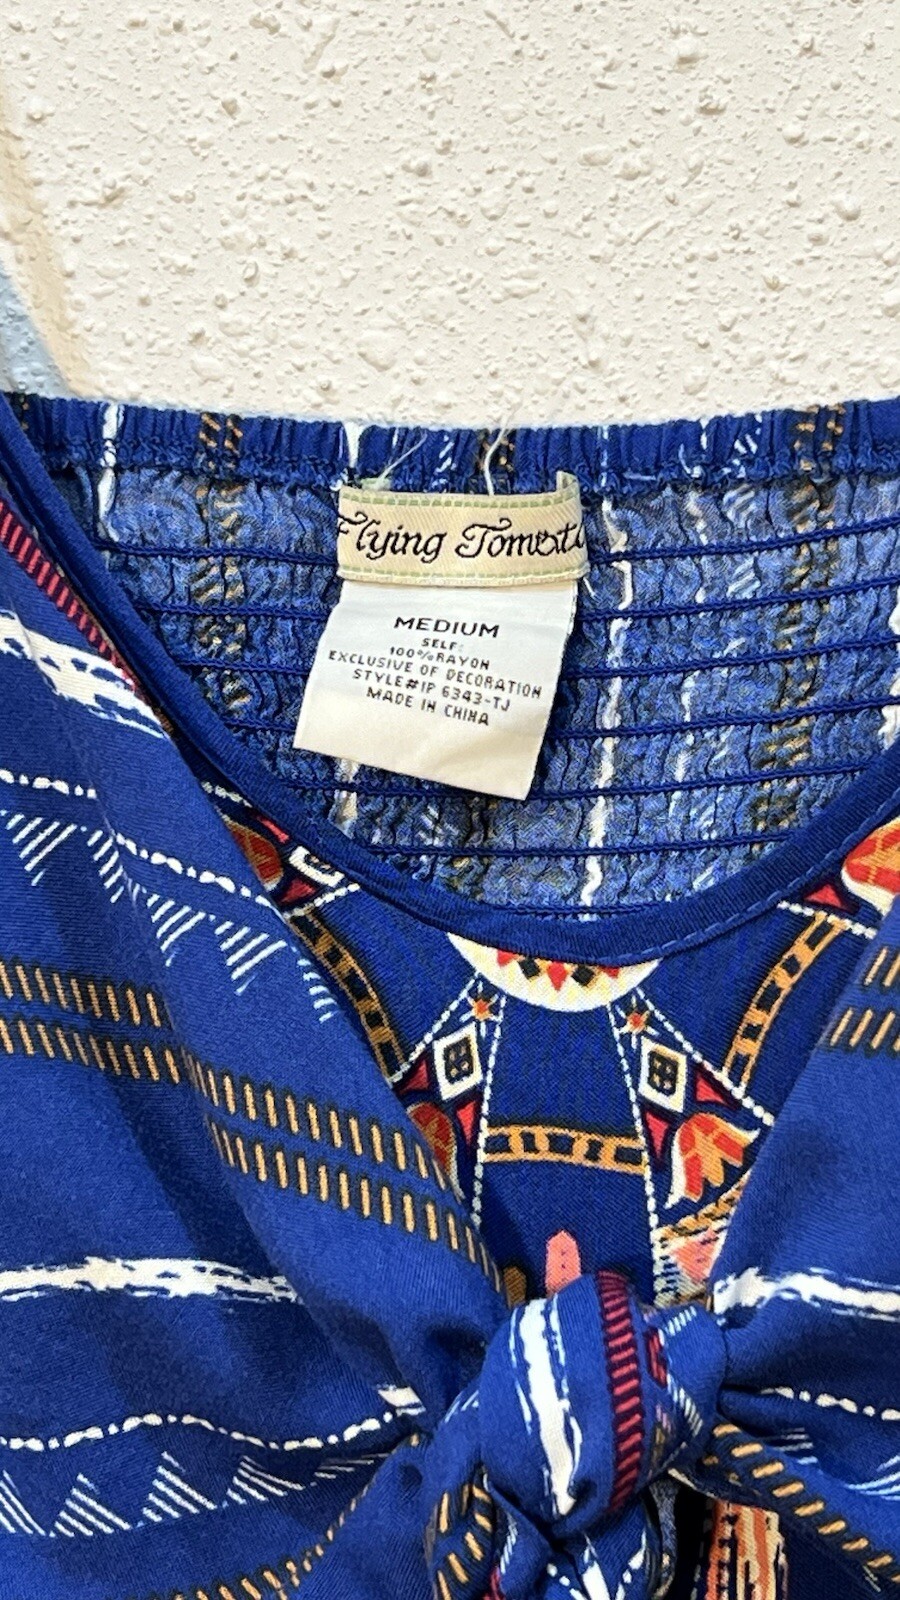 Flying Tomato
MEDIUM
SELF:
100%RAYON
EXCLUSIVE OF DECORATION
STYLE#IP 6343-TJ
MADE IN CHINA